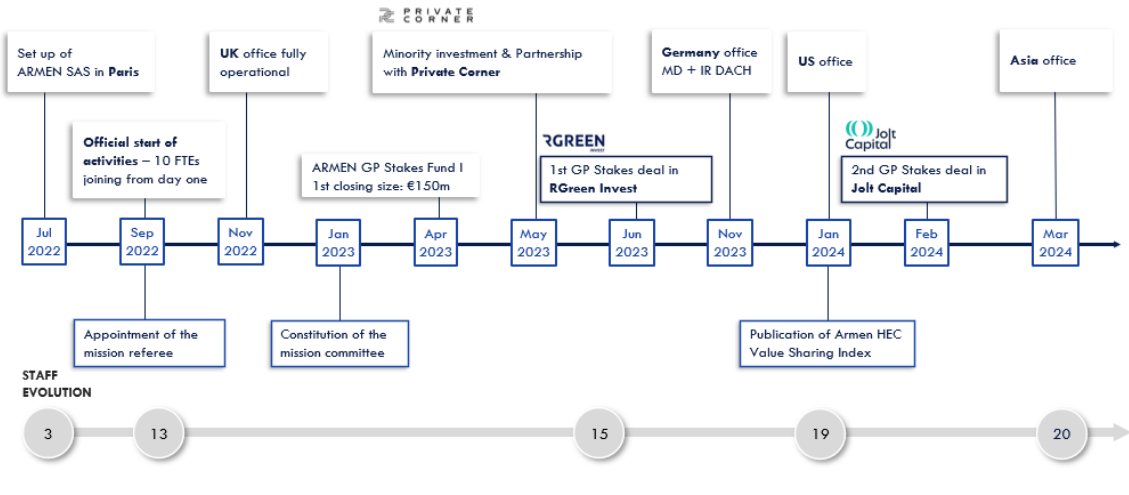 PRIVATE
CORNER
Set up of
ARMEN SAS in Paris
UK office fully
operational
Minority investment & Partnership
with Private Corner
Germany office
MD + IR DACH
US office
Asia office
Official start of
activities – 10 FTEs
joining from day one
ARMEN GP Stakes Fund I
1st closing size: €150m
RGREEN
INVEST
1st GP Stakes deal in
RGreen Invest
Jolt
Capital
2nd GP Stakes deal in
Jolt Capital
Jul
2022
Sep
2022
Nov
2022
Jan
2023
Apr
2023
May
2023
Jun
2023
Nov
2023
Jan
2024
Feb
2024
Mar
2024
Appointment of the
mission referee
Constitution of the
mission committee
Publication of Armen HEC
Value Sharing Index
STAFF
EVOLUTION
3
13
15
19
20